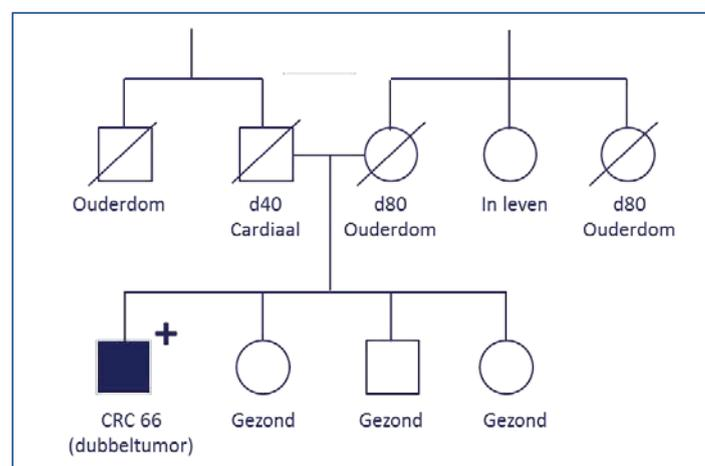 Ouderdom
d40
Cardiaal
d80
Ouderdom
In leven
d80
Ouderdom
+
CRC 66
(dubbeltumor)
Gezond
Gezond
Gezond